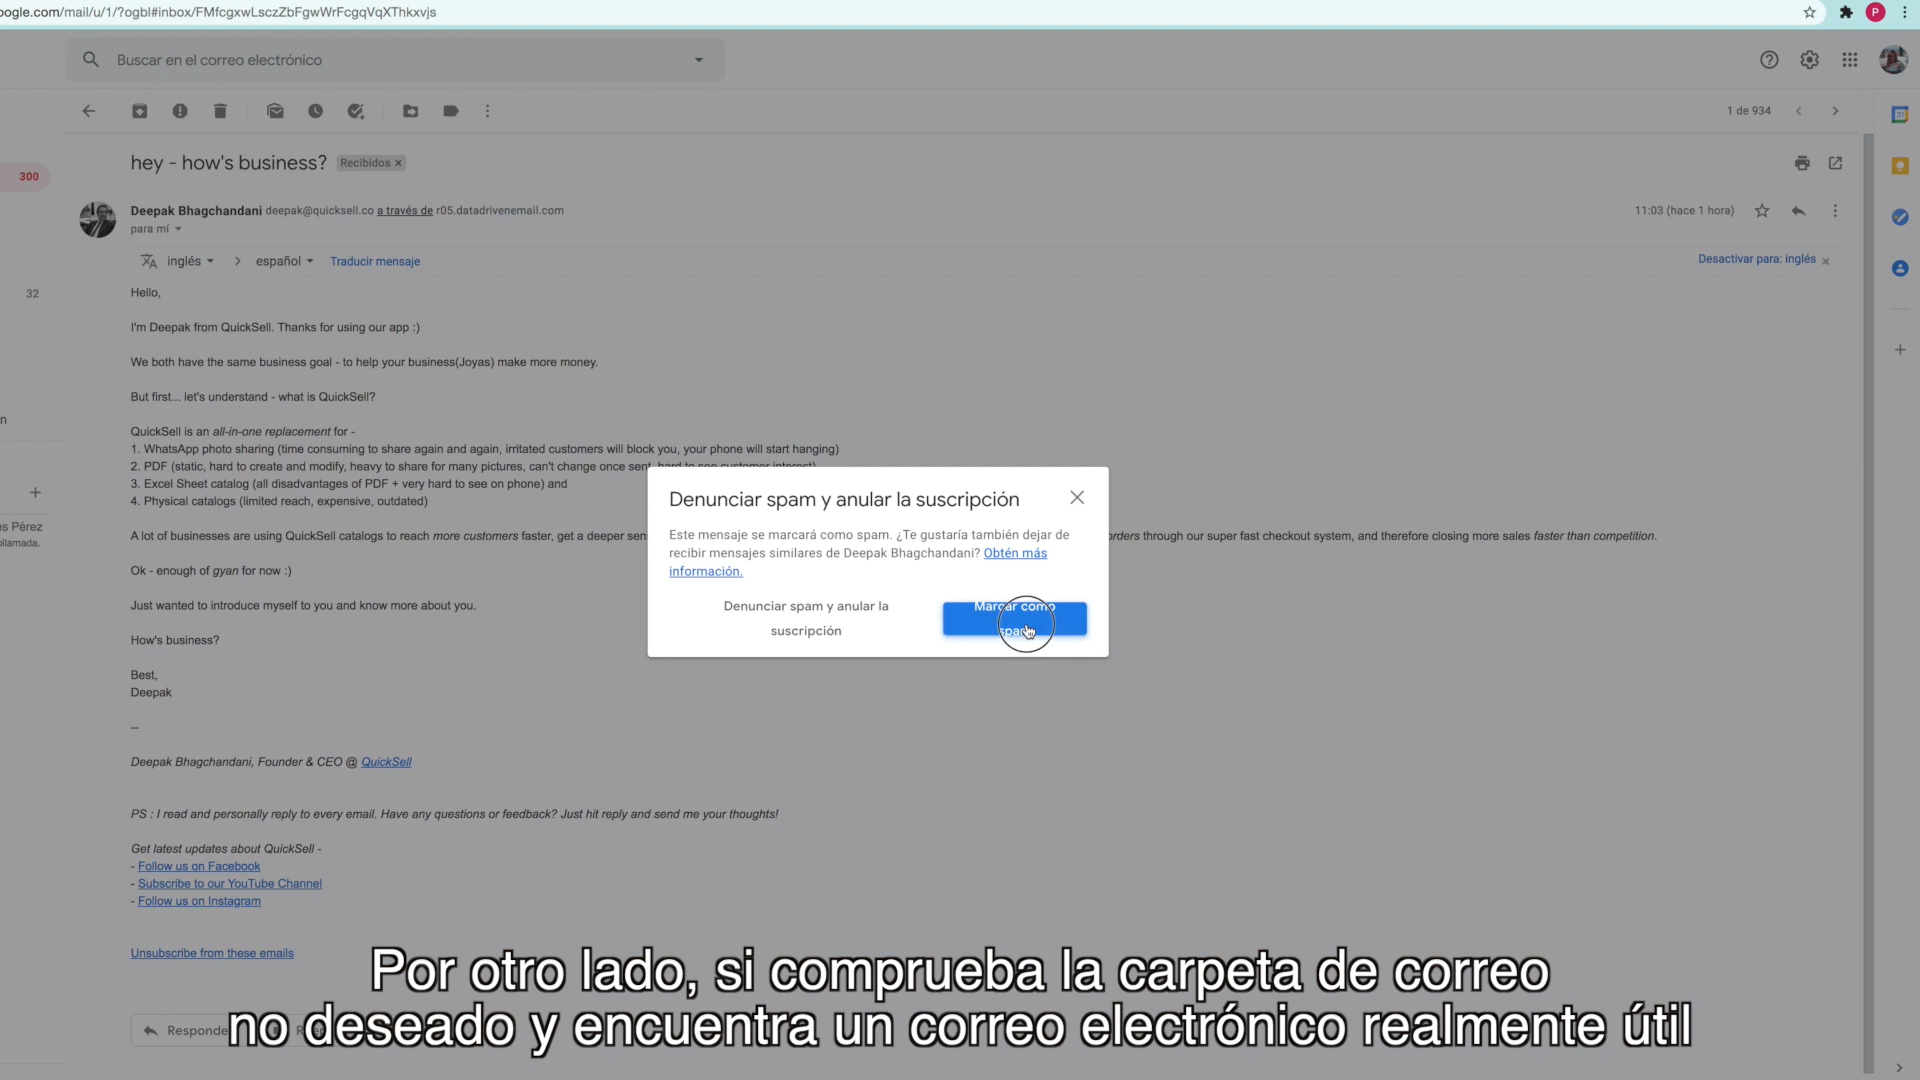 oogle.com/mail/u/1/?ogbl#inbox/FMfcgxwLsczZbFgwWrFcgqVqXThkxvjs
P
Buscar en el correo electrónico
1 de 934
31
hey - how's business?
Recibidos ×
300
Deepak Bhagchandani deepak@quicksell.co a través de r05.datadrivenemail.com
11:03 (hace 1 hora)
para mí
inglés > español Traducir mensaje
Desactivar para: inglés ×
32
Hello,
I'm Deepak from QuickSell. Thanks for using our app :)
We both have the same business goal - to help your business(Joyas) make more money.
But first... let's understand - what is QuickSell?
n
QuickSell is an all-in-one replacement for -
1. WhatsApp photo sharing (time consuming to share again and again, irritated customers will block you, your phone will start hanging)
2. PDF (static, hard to create and modify, heavy to share for many pictures, can't change once sent, hard to see customer interest)
3. Excel Sheet catalog (all disadvantages of PDF + very hard to see on phone) and
4. Physical catalogs (limited reach, expensive, outdated)
es Pérez
ollamada.
A lot of businesses are using QuickSell catalogs to reach more customers faster, get a deeper sen
orders through our super fast checkout system, and therefore closing more sales faster than competition.
Ok - enough of gyan for now :)
Just wanted to introduce myself to you and know more about you.
How's business?
Best,
Deepak
--
Deepak Bhagchandani, Founder & CEO @ QuickSell
PS : I read and personally reply to every email. Have any questions or feedback? Just hit reply and send me your thoughts!
Get latest updates about QuickSell -
- Follow us on Facebook
- Subscribe to our YouTube Channel
- Follow us on Instagram
Unsubscribe from these emails
Denunciar spam y anular la suscripción
Este mensaje se marcará como spam. ¿Te gustaría también dejar de
recibir mensajes similares de Deepak Bhagchandani? Obtén más
información.
Denunciar spam y anular la
suscripción
Marcar como
spam
Responde
Por otro lado, si comprueba la carpeta de correo
no deseado y encuentra un correo electrónico realmente útil